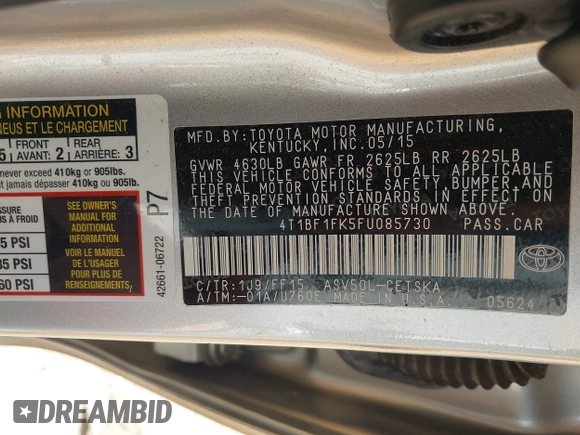 G INFORMATION
NEUS ET LE CHARGEMENT
5 FRONT AVANT: 2 REAR ARRIÈRE: 3
never exceed 410kg or 905lbs.
nt jamais dépasser 410kg ou 905lb.
ESSURE
S À FROID
5 PSI
35 PSI
60 PSI
SEE OWNER'S
MANUAL FOR
ADDITIONAL
INFORMATION
VOIR LE MANUEL
DE L'USAGER
POUR PLUS DE
RENSEIGNEMENTS
P7
42661-06722
MFD.BY:TOYOTA MOTOR MANUFACTURING,
KENTUCKY,INC.05/15
GVWR 4630LB GAWR FR 2625LB RR 2625LB
THIS VEHICLE CONFORMS TO ALL APPLICABLE
FEDERAL MOTOR VEHICLE SAFETY,BUMPER,AND
THEFT PREVENTION STANDARDS IN EFFECT ON
THE DATE OF MANUFACTURE SHOWN ABOVE.
4T1BF1FK5FU085730 PASS.CAR
C/TR:1J9/FF15 ASV50L-CETSKA
A/TM:-01A/U760E MADE IN U.S.A.
05624
TOYOTA
DREAMBID